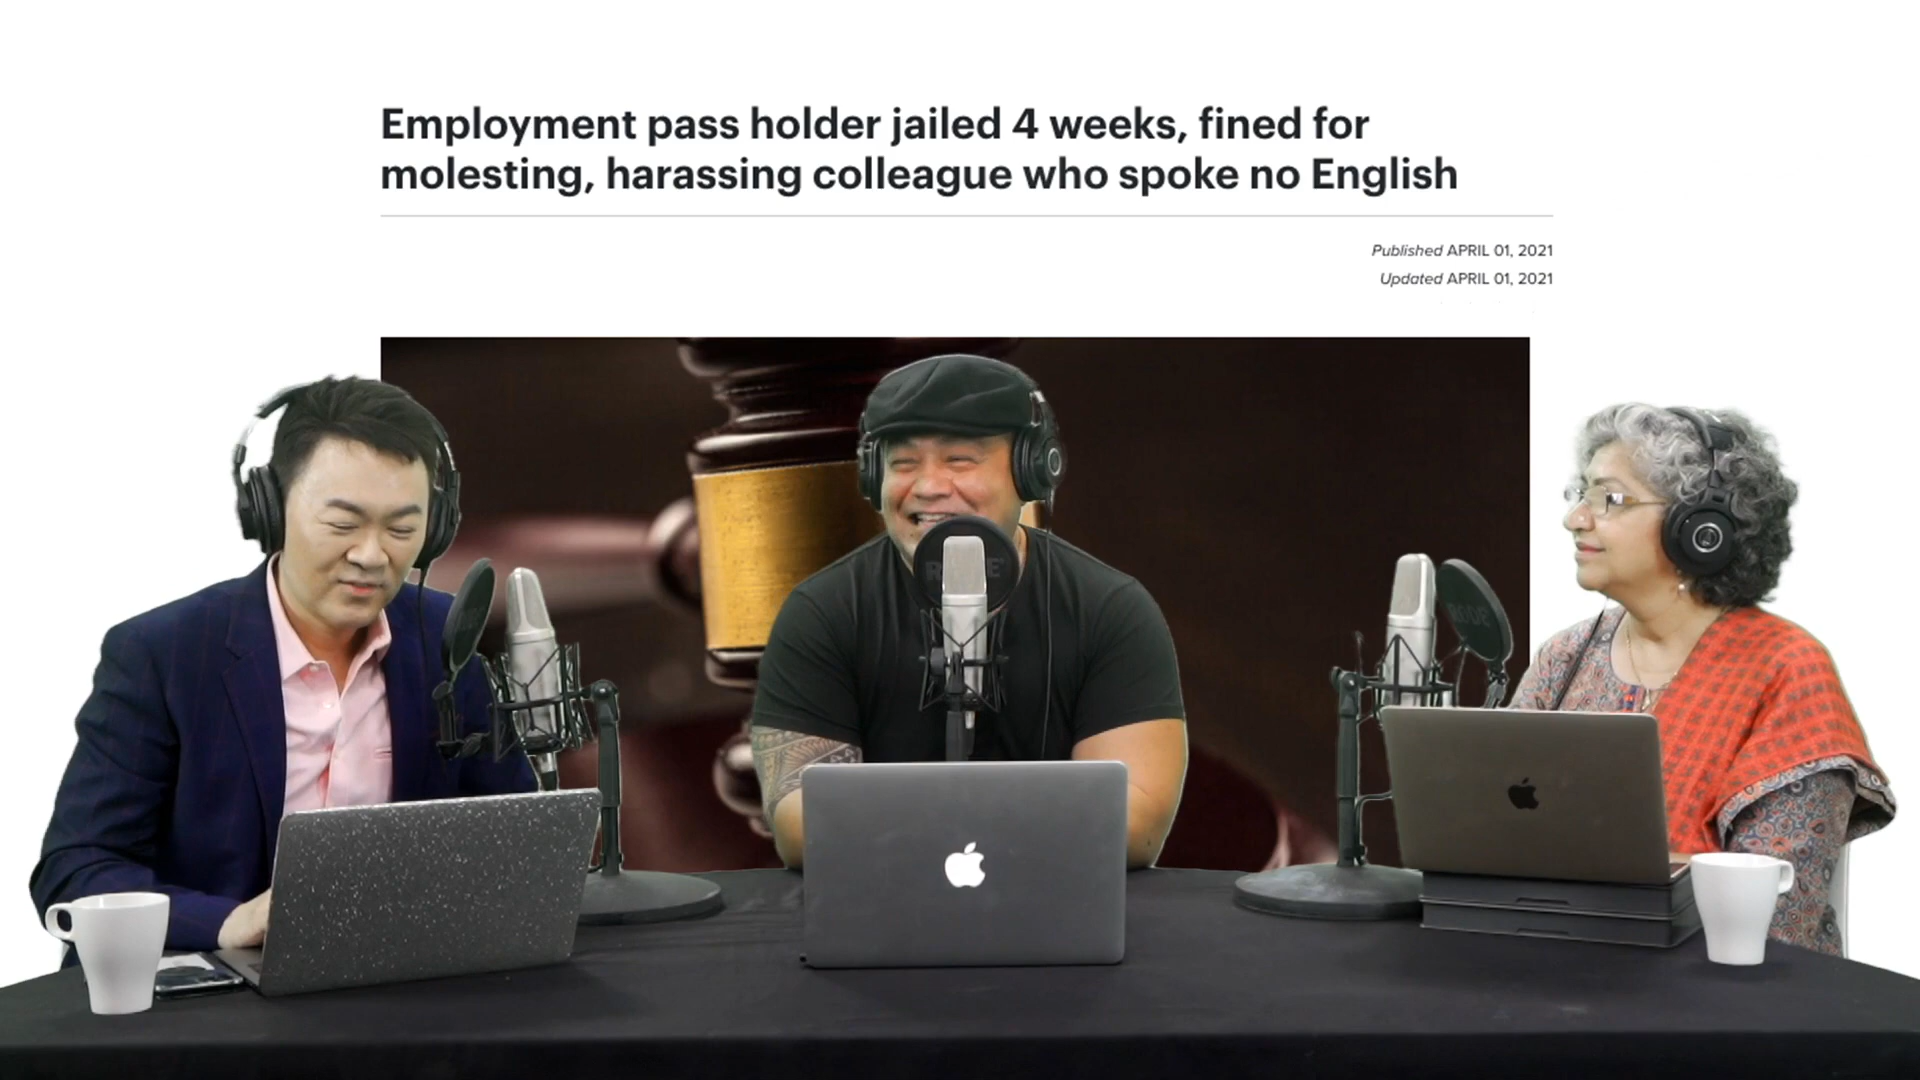 Employment pass holder jailed 4 weeks, fined for
molesting, harassing colleague who spoke no English
Published APRIL 01, 2021
Updated APRIL 01, 2021